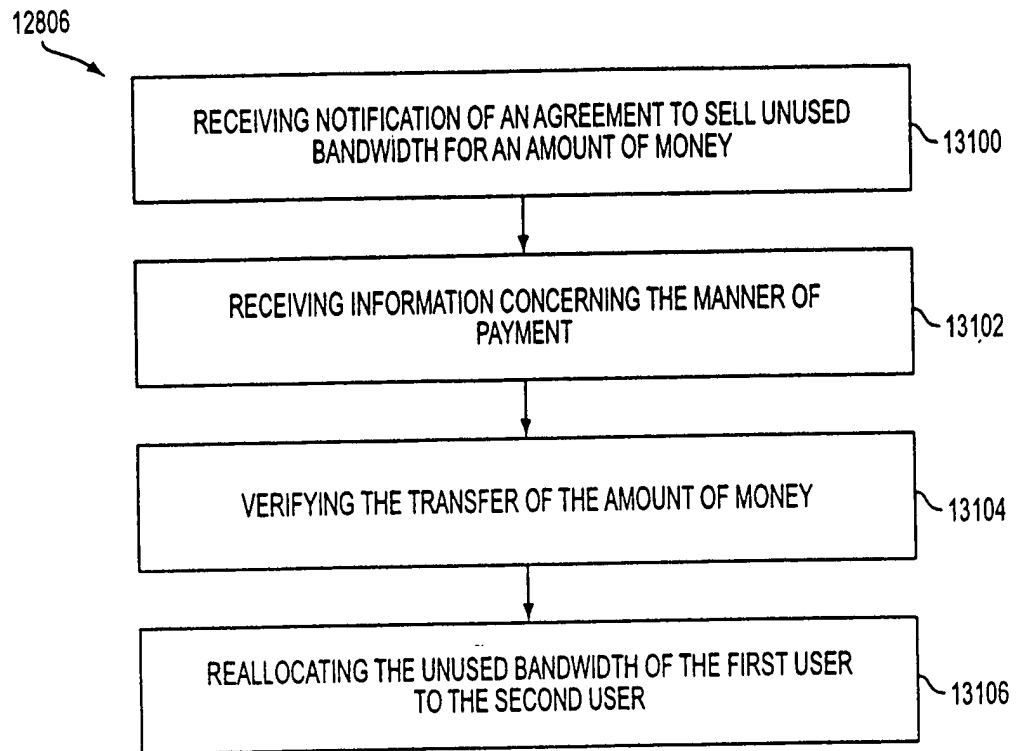 12806
RECEIVING NOTIFICATION OF AN AGREEMENT TO SELL UNUSED
BANDWIDTH FOR AN AMOUNT OF MONEY
13100
RECEIVING INFORMATION CONCERNING THE MANNER OF
PAYMENT
13102
VERIFYING THE TRANSFER OF THE AMOUNT OF MONEY
13104
REALLOCATING THE UNUSED BANDWIDTH OF THE FIRST USER
TO THE SECOND USER
13106